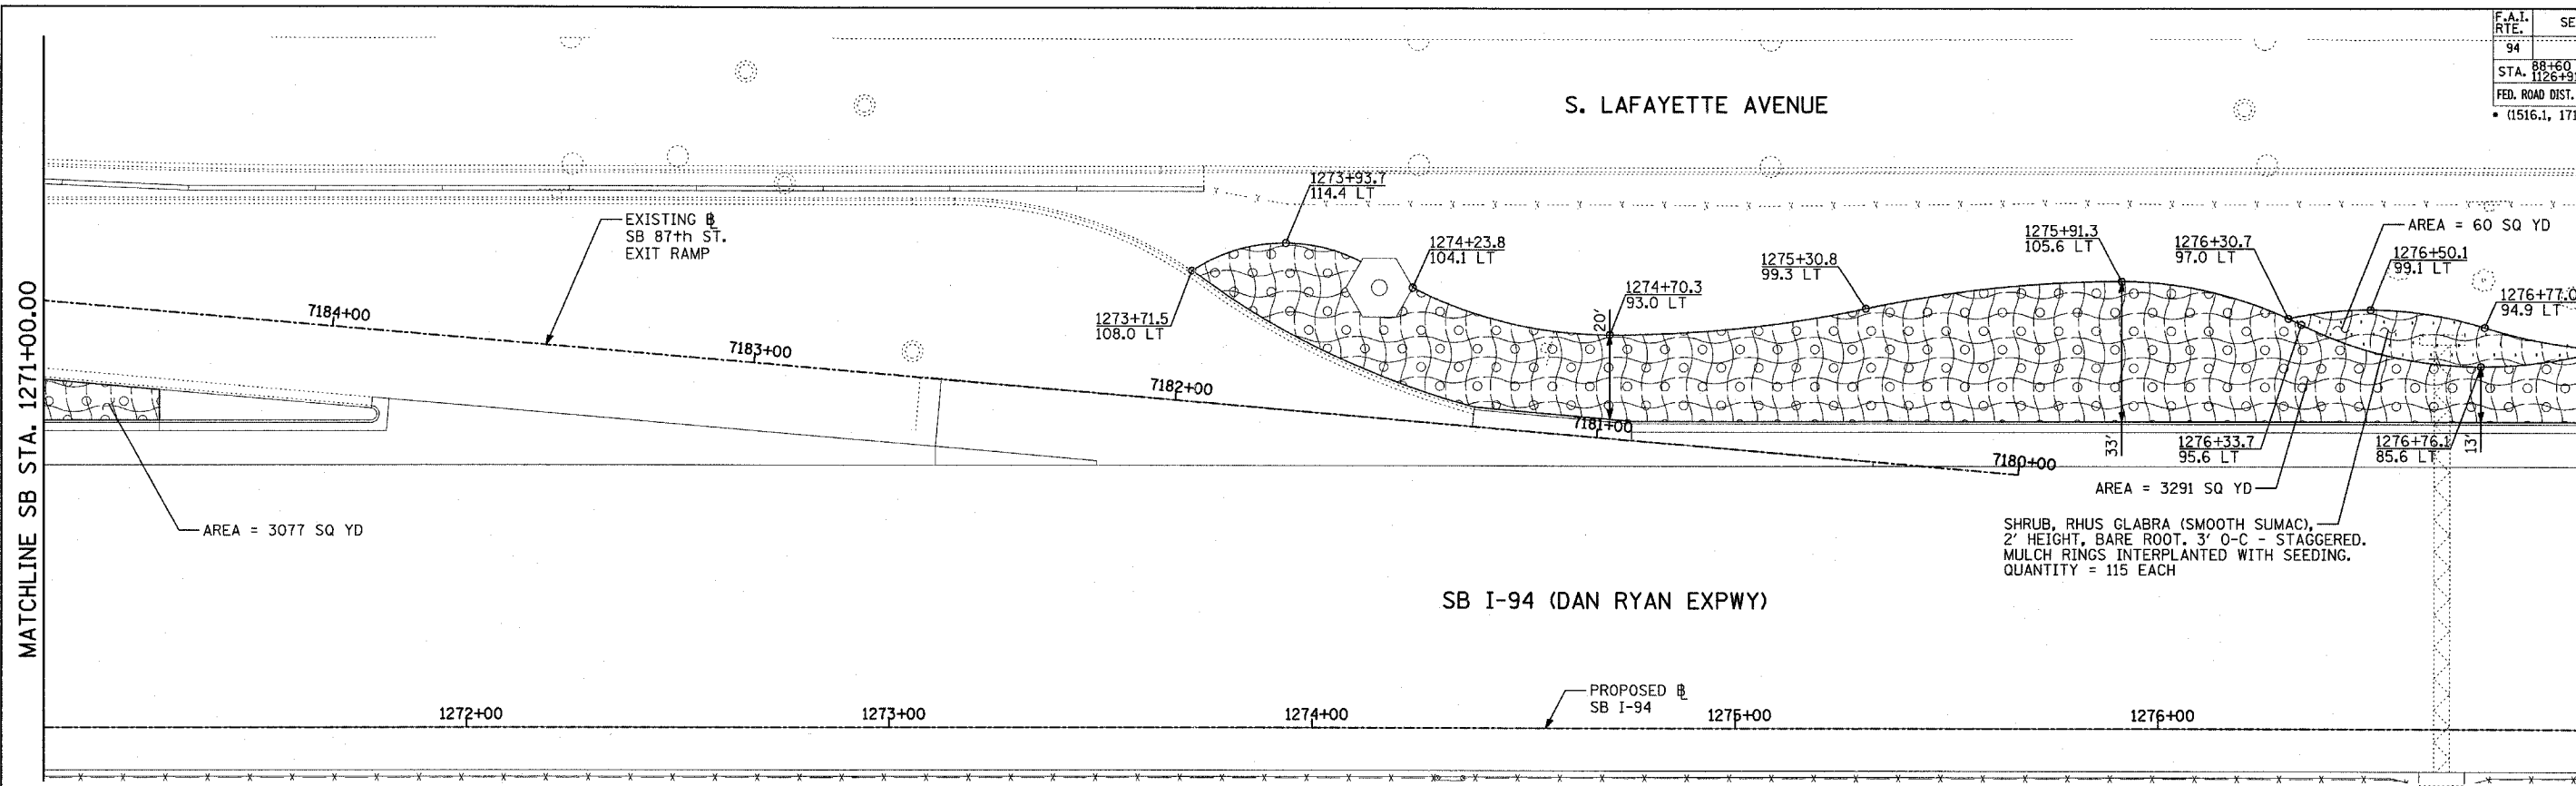 F.A.I.
RTE.
SE
94
STA. 88+60
1126+91
FED. ROAD DIST.
• (1516.1, 171
S. LAFAYETTE AVENUE
1273+93.7
114.4 LT
EXISTING
SB 87th ST.
EXIT RAMP
1274+23.8
104.1 LT
1275+30.8
99.3 LT
1275+91.3
105.6 LT
1276+30.7
97.0 LT
AREA = 60 SQ YD
1276+50.1
99.1 LT
1274+70.3
93.0 LT
20'
1276+77.0
94.9 LT
1273+71.5
108.0 LT
MATCHLINE SB STA. 1271+00.00
7184+00
7183+00
7182+00
7181+00
7180+00
33'
1276+33.7
95.6 LT
1276+76.1
85.6 LT
13'
AREA = 3291 SQ YD
AREA = 3077 SQ YD
SHRUB, RHUS GLABRA (SMOOTH SUMAC),
2' HEIGHT, BARE ROOT. 3' O-C - STAGGERED.
MULCH RINGS INTERPLANTED WITH SEEDING.
QUANTITY = 115 EACH
SB I-94 (DAN RYAN EXPWY)
PROPOSED
SB I-94
1272+00
1273+00
1274+00
1275+00
1276+00